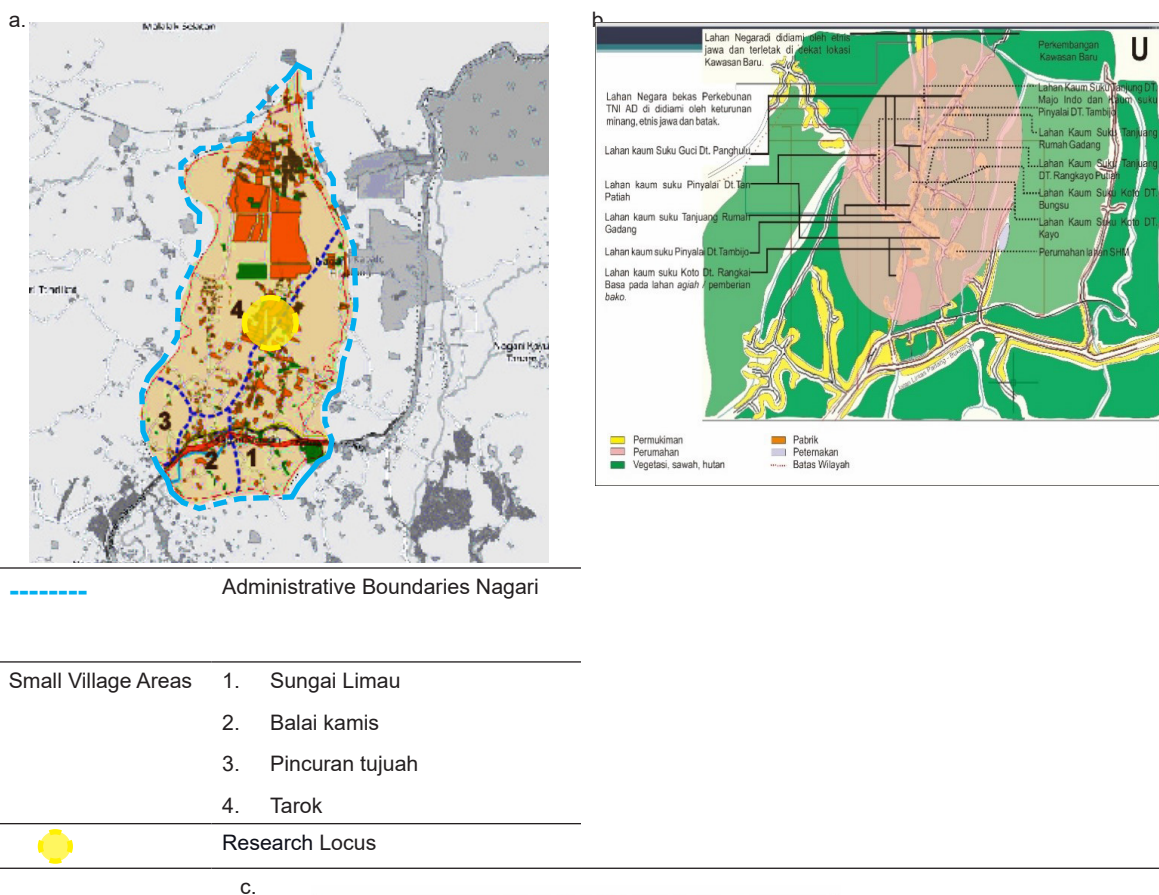 a.
Malalak Selatan
4
3
2
1
b.
Lahan Negaradi didiami oleh etnis
jawa dan terletak di dekat lokasi
Kawasan Baru.
Perkembangan
Kawasan Baru
U
Lahan Negara bekas Perkebunan
TNI AD di didiami oleh keturunan
minang, etnis jawa dan batak.
Lahan kaum Suku Guci Dt. Panghulu
Lahan kaum suku Pinyalai Dt.Tan
Patiah
Lahan kaum suku Tanjuang Rumah
Gadang
Lahan kaum suku Pinyalai Dt.Tambijo
Lahan kaum suku Koto Dt. Rangkai
Basa pada lahan agiah / pemberian
bako.
Lahan Kaum Suku Tanjung DT.
Majo Indo dan Kaum suku
Pinyalai DT. Tambijo
Lahan Kaum Suku Tanjuang
Rumah Gadang
Lahan Kaum Suku Tanjuang
DT. Rangkayo Putiah
Lahan Kaum Suku Koto DT.
Bungsu
Lahan Kaum Suku Koto DT.
Kayo
Perumahan lahan SHM
Permukiman
Perumahan
Vegetasi, sawah, hutan
Pabrik
Peternakan
Batas Wilayah
Administrative Boundaries Nagari
Small Village Areas 1. Sungai Limau
2. Balai kamis
3. Pincuran tujuah
4. Tarok
Research Locus
c.